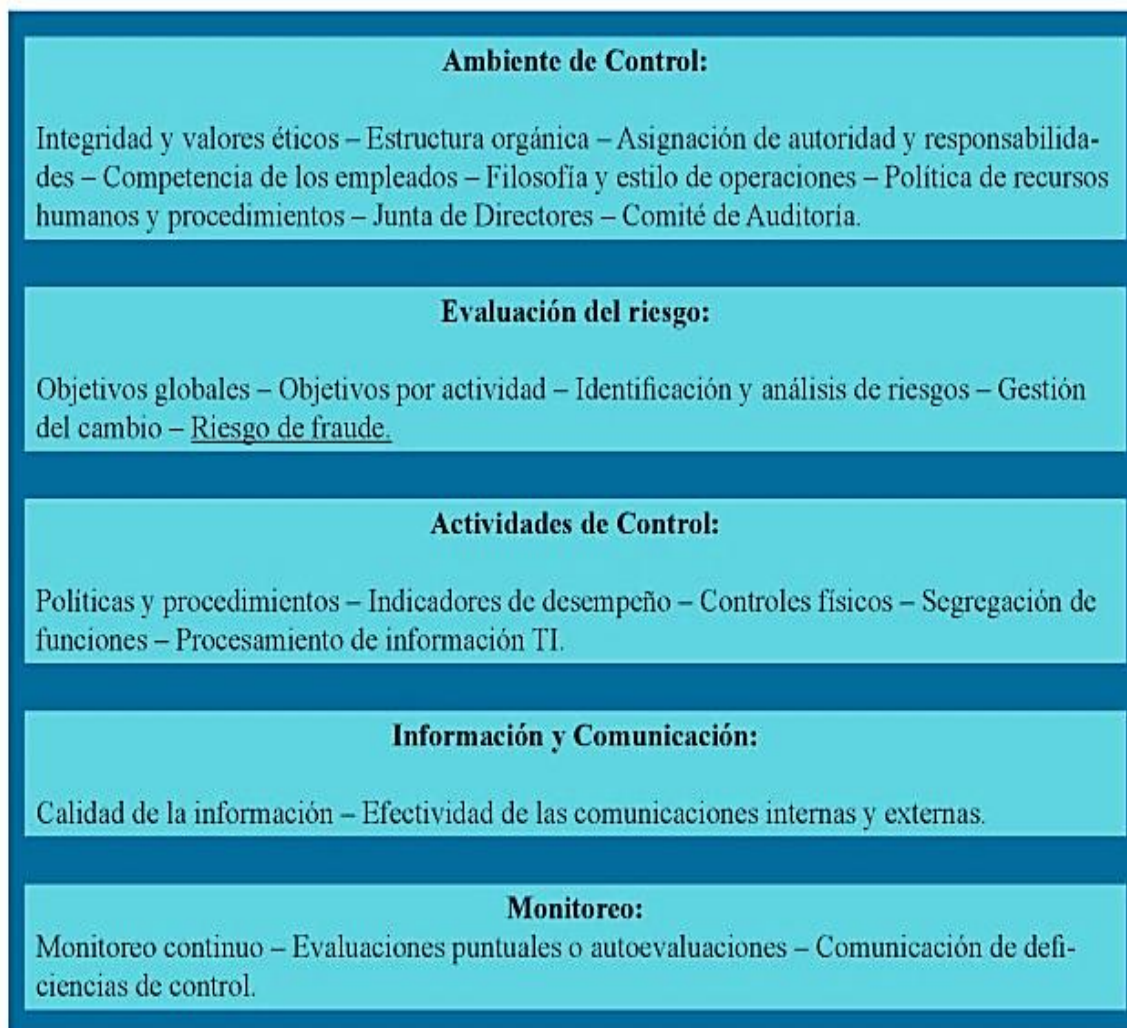 Ambiente de Control:
Integridad y valores éticos – Estructura orgánica – Asignación de autoridad y responsabilida-
des – Competencia de los empleados – Filosofía y estilo de operaciones – Política de recursos
humanos y procedimientos – Junta de Directores – Comité de Auditoría.
Evaluación del riesgo:
Objetivos globales – Objetivos por actividad – Identificación y análisis de riesgos – Gestión
del cambio – Riesgo de fraude.
Actividades de Control:
Políticas y procedimientos – Indicadores de desempeño – Controles físicos – Segregación de
funciones – Procesamiento de información TI.
Información y Comunicación:
Calidad de la información – Efectividad de las comunicaciones internas y externas.
Monitoreo:
Monitoreo continuo – Evaluaciones puntuales o autoevaluaciones – Comunicación de defi-
ciencias de control.